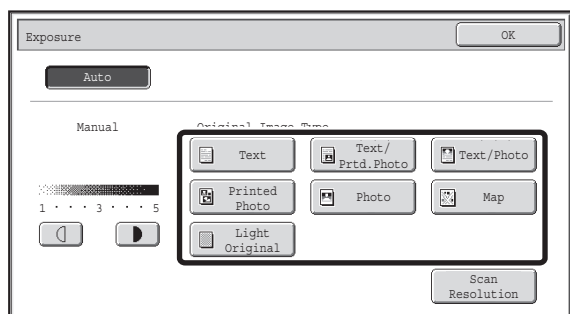 Exposure
OK
Auto
Manual
Original Image Type
Text
Text/
Prtd.Photo
Text/Photo
1 · · · 3 · · · 5
Printed
Photo
Photo
Map
Light
Original
Scan
Resolution